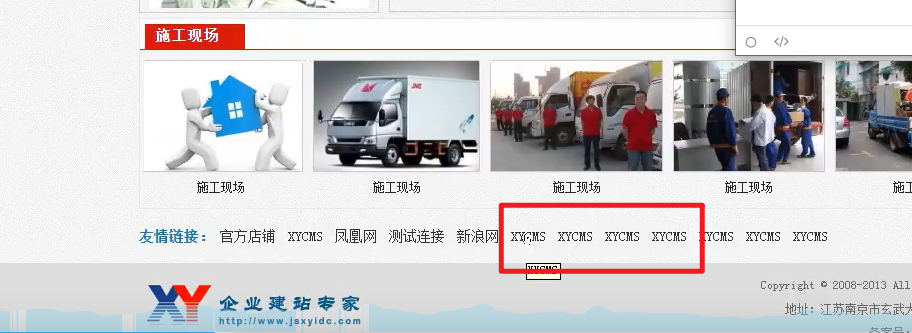 施工现场
施工现场 施工现场 施工现场 施工现场
友情链接： 官方店铺 XYCMS 凤凰网 测试连接 新浪网 XYCMS XYCMS XYCMS XYCMS XYCMS XYCMS XYCMS
XYCMS
XY 企业建站专家
http://www.jsxyidc.com
Copyright © 2008-2013 All
地址：江苏南京市玄武